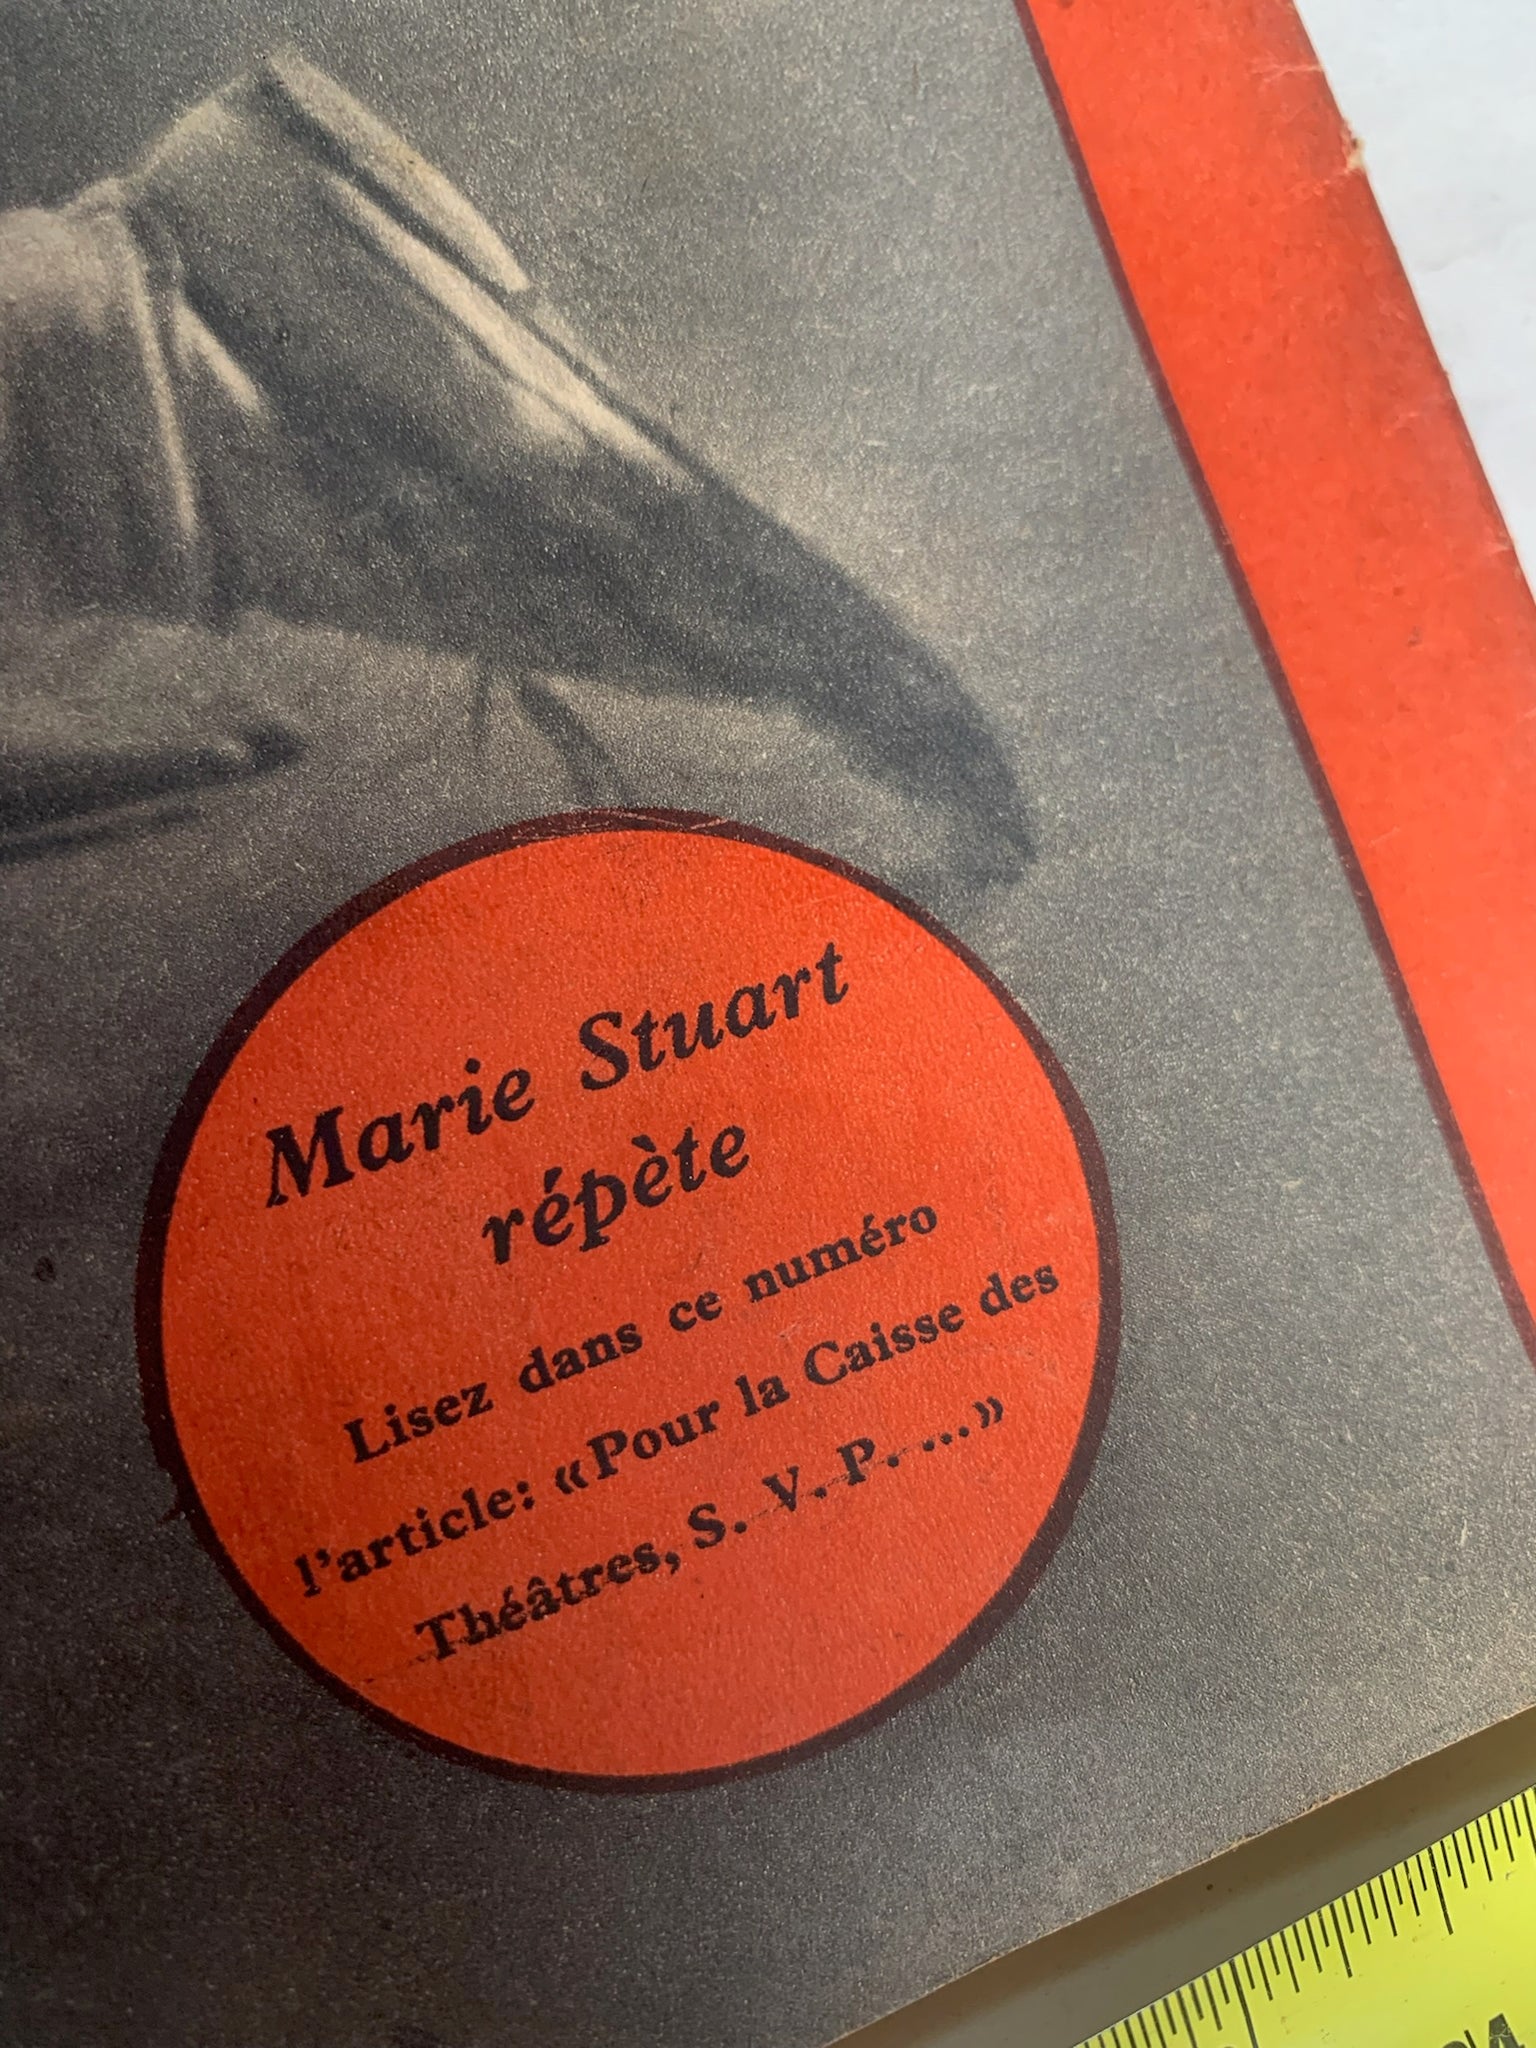 Marie Stuart
répète
Lisez dans ce numéro
l'article: «Pour la Caisse des
Théâtres, S. V. P. ...»